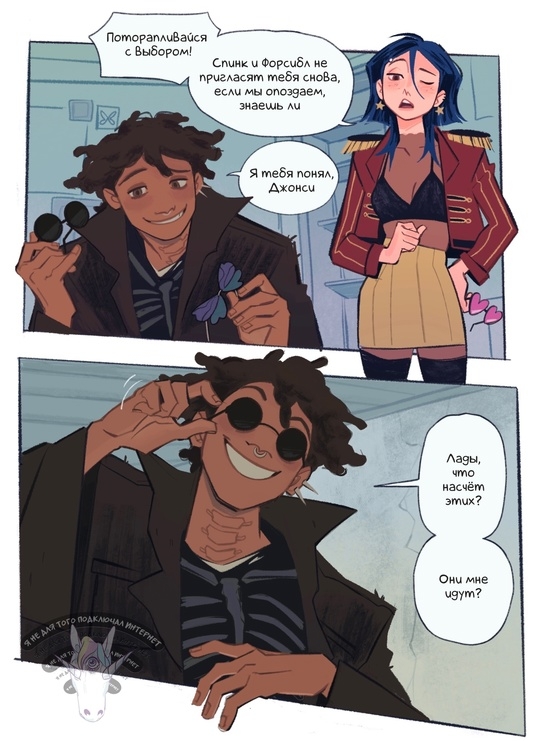 Поторапливайся
с выбором!
Спинк и Форсибл не
пригласят тебя снова,
если мы опоздаем,
знаешь ли
Я тебя понял,
Джонси
Лады,
что
насчёт
этих?
Они мне
идут?
Я НЕ ДЛЯ ТОГО ПОДКЛЮЧАЛ ИНТЕРНЕТ